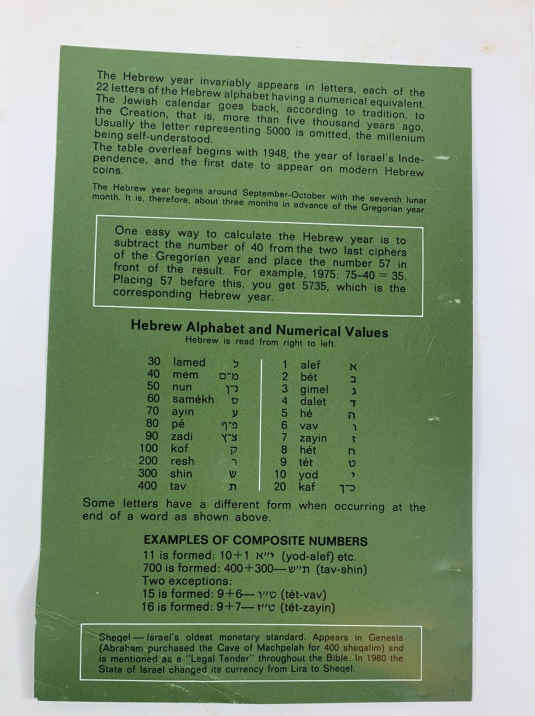 The Hebrew year invariably appears in letters, each of the
22 letters of the Hebrew alphabet having a numerical equivalent.
The Jewish calendar goes back, according to tradition, to
the Creation, that is, more than five thousand years ago.
Usually the letter representing 5000 is omitted, the millenium
being self-understood.
The table overleaf begins with 1948, the year of Israel's Inde-
pendence, and the first date to appear on modern Hebrew
coins.
The Hebrew year begins around September-October with the seventh lunar
month. It is, therefore, about three months in advance of the Gregorian year
One easy way to calculate the Hebrew year is to
subtract the number of 40 from the two last ciphers
of the Gregorian year and place the number 57 in
front of the result. For example, 1975: 75-40 = 35.
Placing 57 before this, you get 5735, which is the
corresponding Hebrew year.
Hebrew Alphabet and Numerical Values
Hebrew is read from right to left.
30 lamed ל
40 mem מ־ם
50 nun נ־ן
60 samékh ס
70 ayin ע
80 pé פ־ף
90 zadi צ־ץ
100 kof ק
200 resh ר
300 shin ש
400 tav ת
1 alef א
2 bét ב
3 gimel ג
4 dalet ד
5 hé ה
6 vav ו
7 zayin ז
8 hét ח
9 tét ט
10 yod י
20 kaf כ־ך
Some letters have a different form when occurring at the
end of a word as shown above.
EXAMPLES OF COMPOSITE NUMBERS
11 is formed: 10+1 י״א (yod-alef) etc.
700 is formed: 400+300— ת״ש (tav-shin)
Two exceptions:
15 is formed: 9+6— ט״ו (tét-vav)
16 is formed: 9+7— ט״ז (tét-zayin)
Sheqel — Israel's oldest monetary standard. Appears in Genesis
(Abraham purchased the Cave of Machpelah for 400 sheqalim) and
is mentioned as a "Legal Tender" throughout the Bible. In 1980 the
State of Israel changed its currency from Lira to Sheqel.